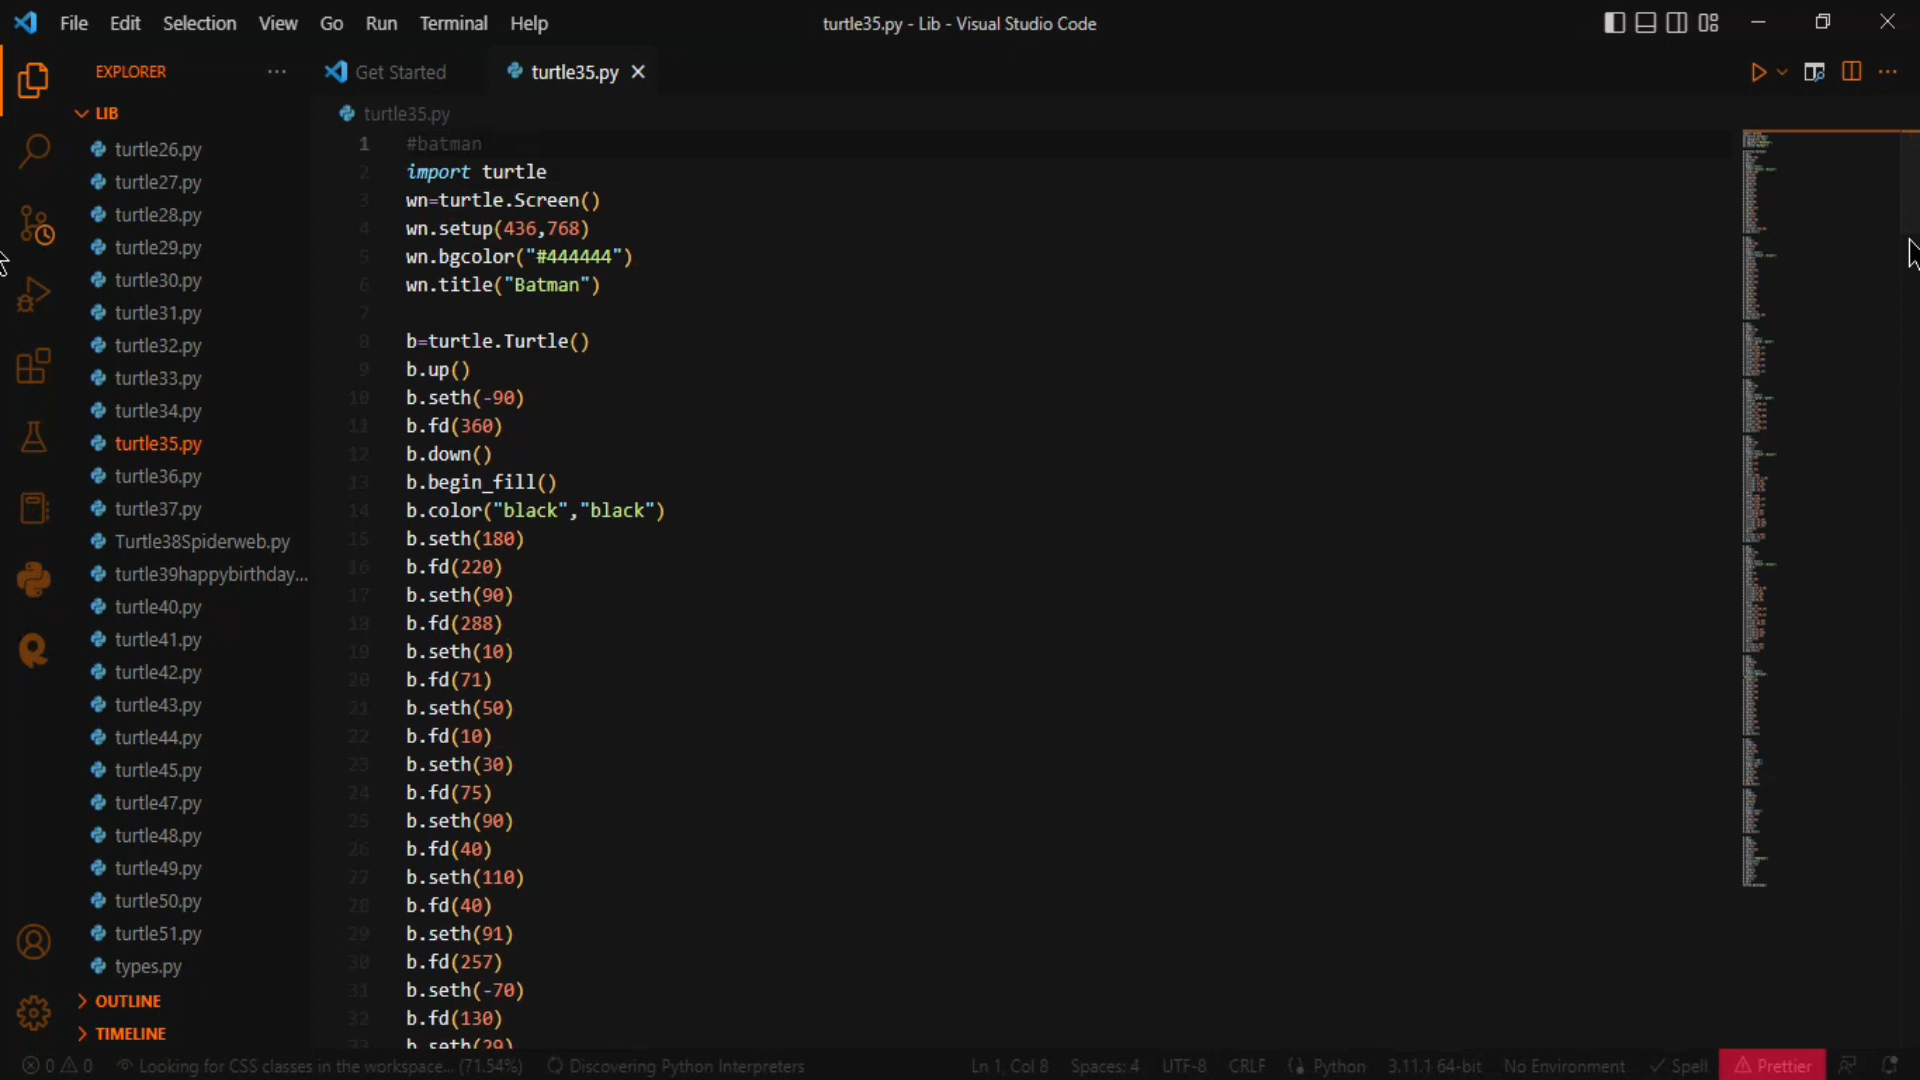 File Edit Selection View Go Run Terminal Help
turtle35.py - Lib - Visual Studio Code
EXPLORER
LIB
turtle26.py
turtle27.py
turtle28.py
turtle29.py
turtle30.py
turtle31.py
turtle32.py
turtle33.py
turtle34.py
turtle35.py
turtle36.py
turtle37.py
Turtle38Spiderweb.py
turtle39happybirthday...
turtle40.py
turtle41.py
turtle42.py
turtle43.py
turtle44.py
turtle45.py
turtle47.py
turtle48.py
turtle49.py
turtle50.py
turtle51.py
types.py
OUTLINE
TIMELINE
Get Started
turtle35.py
turtle35.py
1 #batman
2 import turtle
3 wn=turtle.Screen()
4 wn.setup(436,768)
5 wn.bgcolor("#444444")
6 wn.title("Batman")
7
8 b=turtle.Turtle()
9 b.up()
10 b.seth(-90)
11 b.fd(360)
12 b.down()
13 b.begin_fill()
14 b.color("black","black")
15 b.seth(180)
16 b.fd(220)
17 b.seth(90)
18 b.fd(288)
19 b.seth(10)
20 b.fd(71)
21 b.seth(50)
22 b.fd(10)
23 b.seth(30)
24 b.fd(75)
25 b.seth(90)
26 b.fd(40)
27 b.seth(110)
28 b.fd(40)
29 b.seth(91)
30 b.fd(257)
31 b.seth(-70)
32 b.fd(130)
33 b.seth(29)
0 0 Looking for CSS classes in the workspace... (71.54%) Discovering Python Interpreters Ln 1, Col 8 Spaces: 4 UTF-8 CRLF Python 3.11.1 64-bit No Environment Spell Prettier